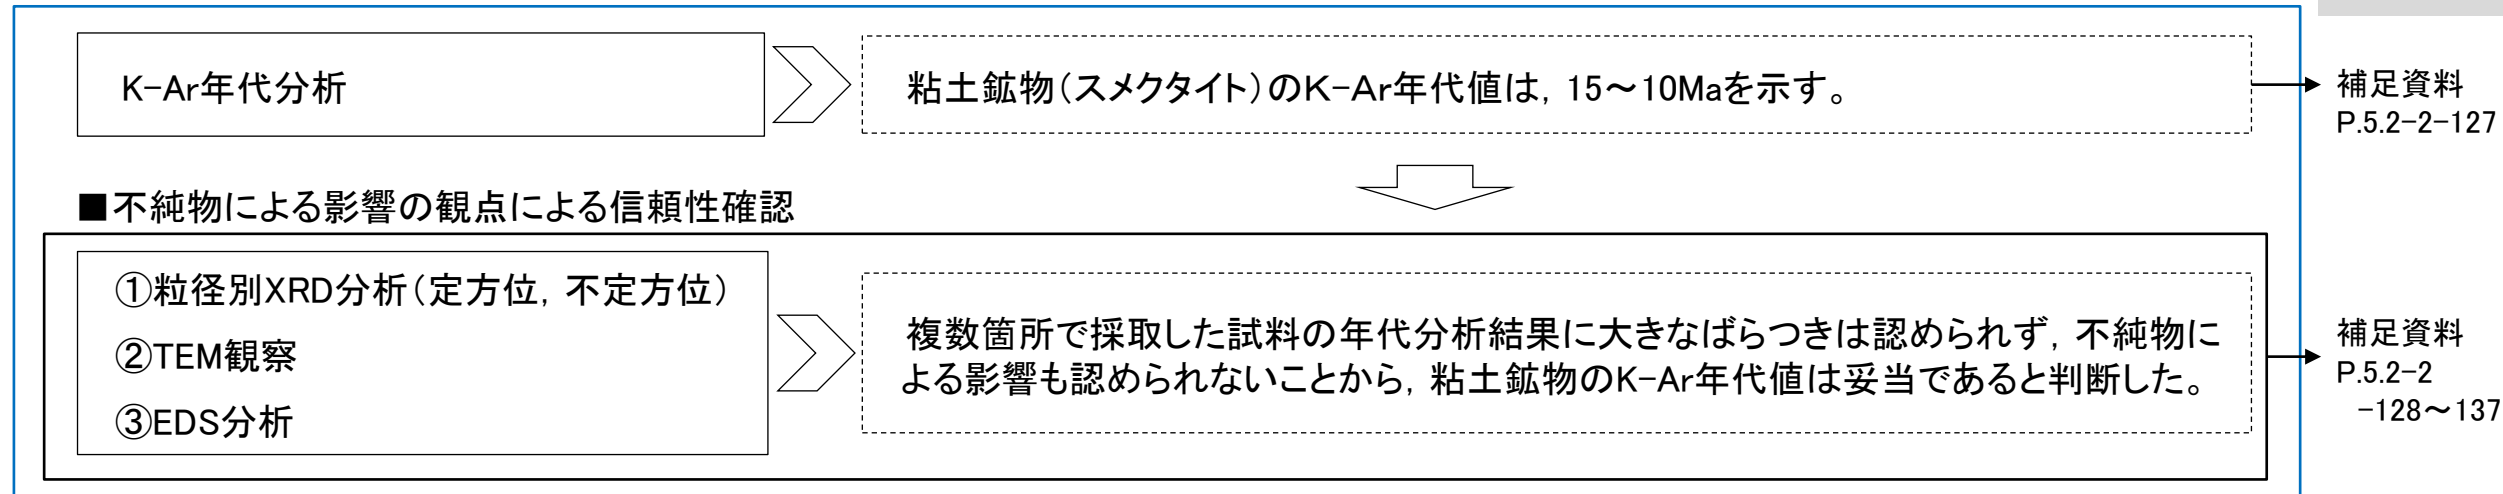 K-Ar年代分析
粘土鉱物(スメクタイト)のK-Ar年代値は，15～10Maを示す。
補足資料
P.5.2-2-127
■不純物による影響の観点による信頼性確認
①粒径別XRD分析(定方位，不定方位)
②TEM観察
③EDS分析
複数箇所で採取した試料の年代分析結果に大きなばらつきは認められず，不純物に
よる影響も認められないことから，粘土鉱物のK-Ar年代値は妥当であると判断した。
補足資料
P.5.2-2
-128～137